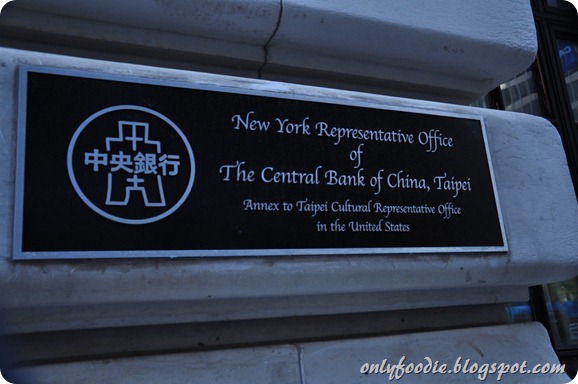 中央銀行
New York Representative Office
of
The Central Bank of China, Taipei
Annex to Taipei Cultural Representative Office
in the United States
onlyfoodie.blogspot.com